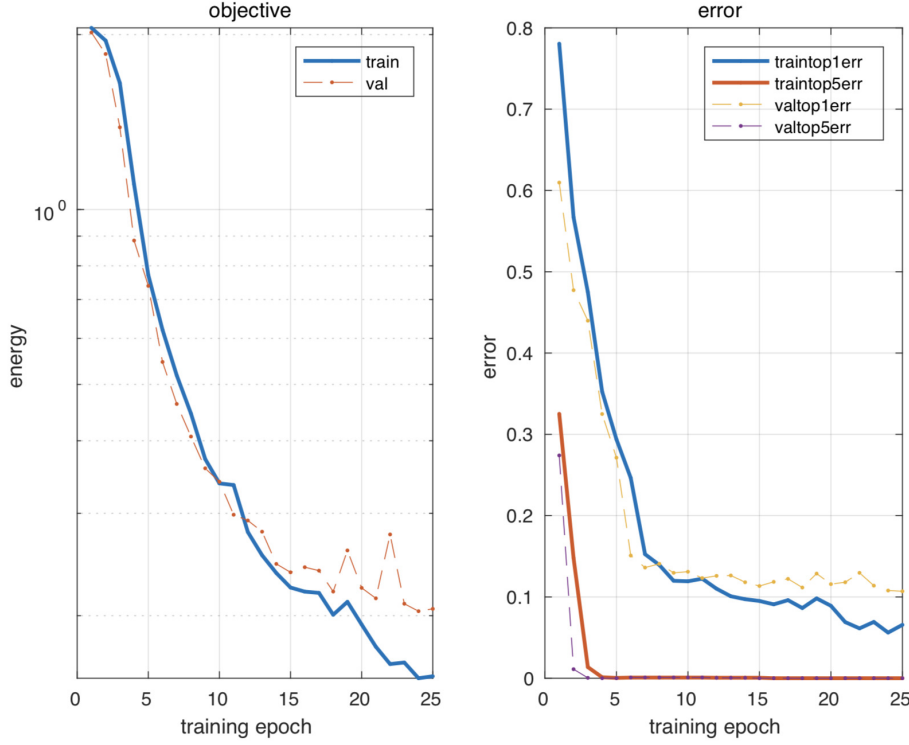 objective
train
val
10^0
energy
0 5 10 15 20 25
training epoch
error
traintop1err
traintop5err
valtop1err
valtop5err
0.8
0.7
0.6
0.5
0.4
0.3
0.2
0.1
0
error
0 5 10 15 20 25
training epoch